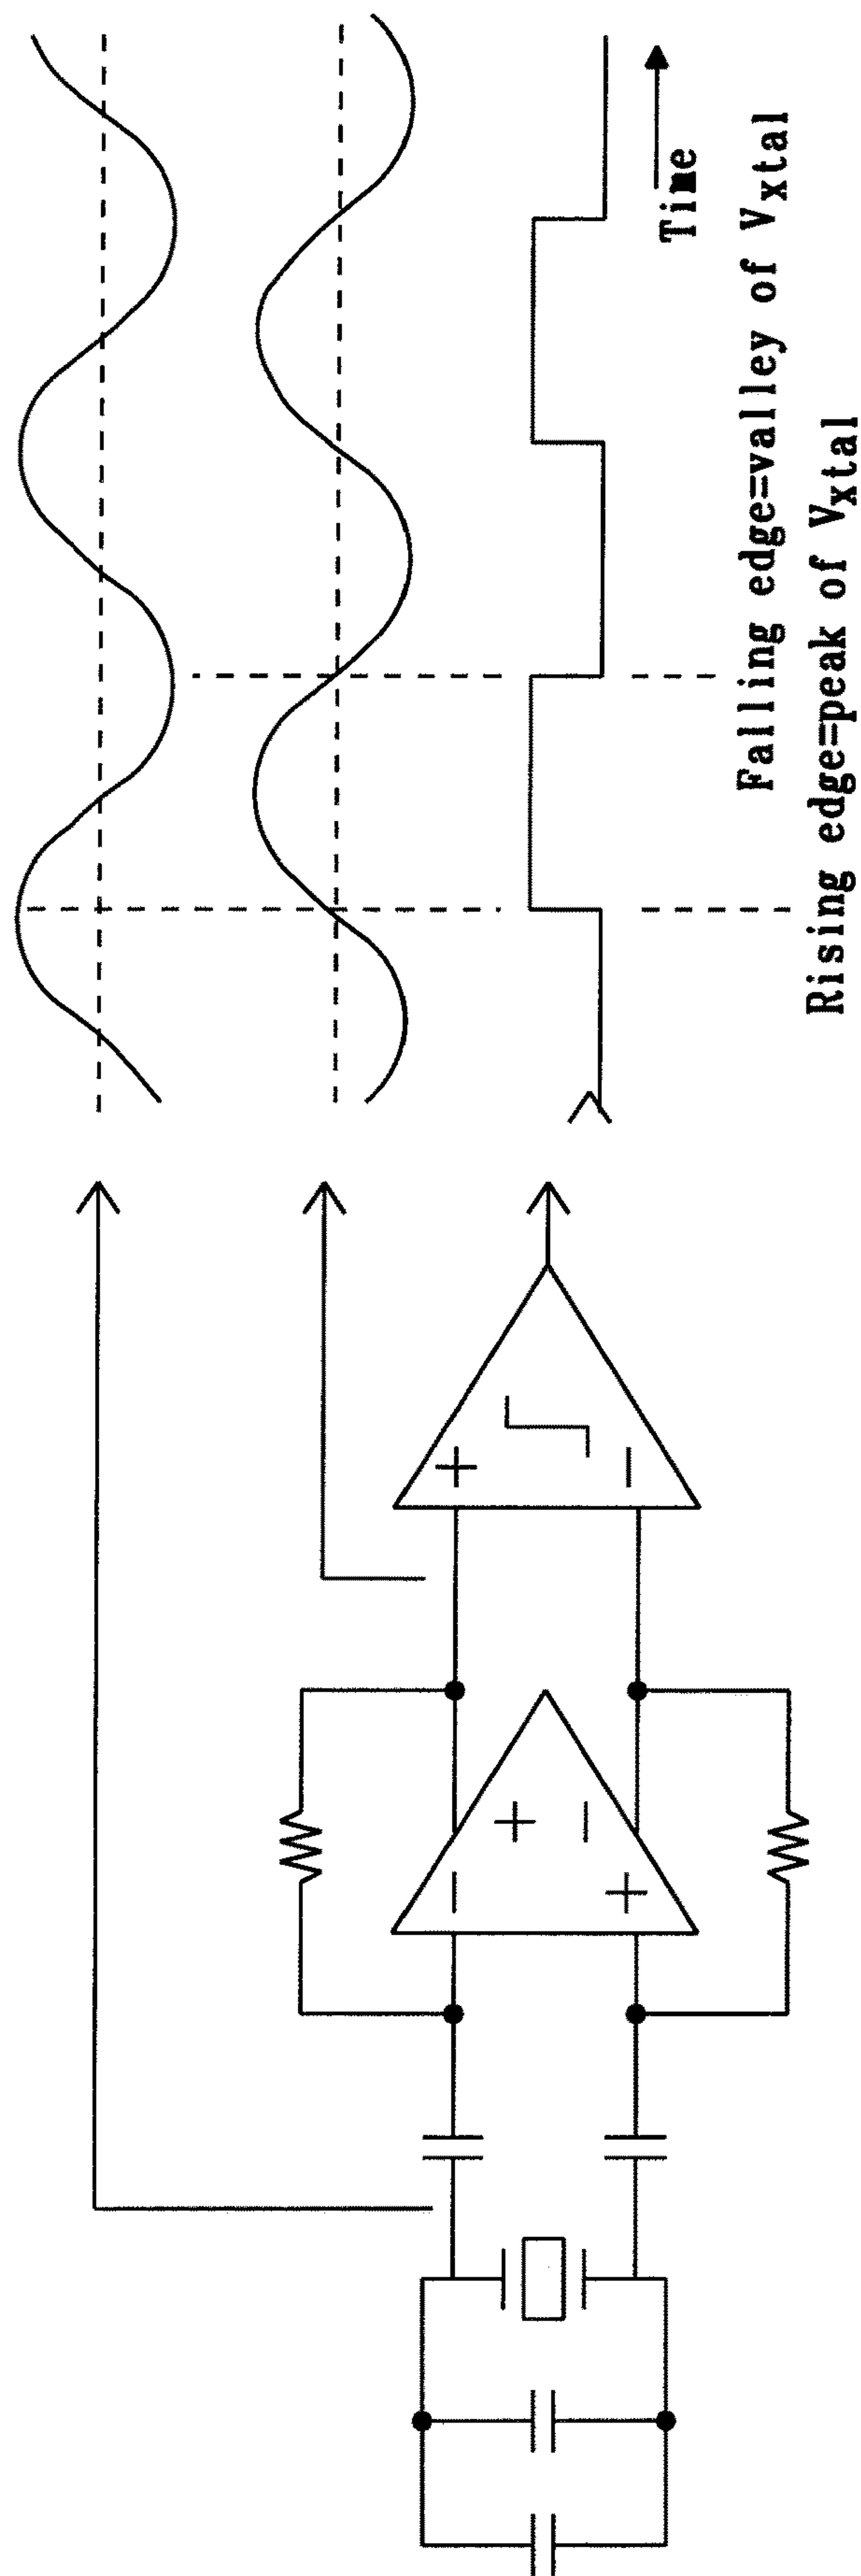 Time
Falling edge=valley of Vxtal
Rising edge=peak of Vxtal